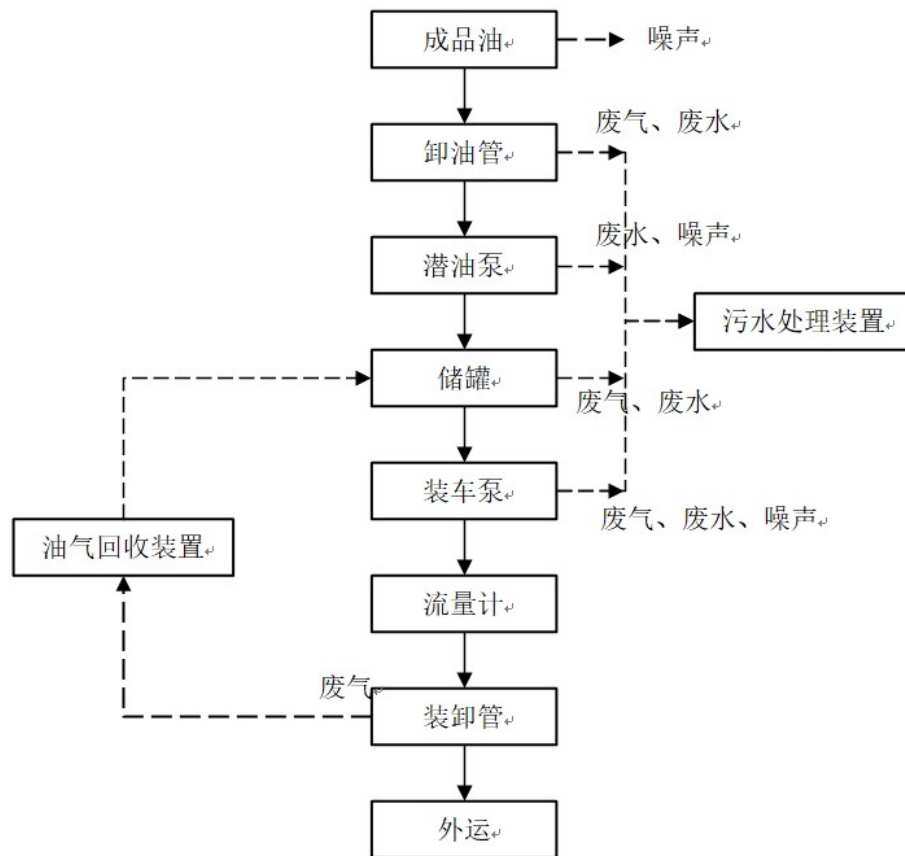 成品油
噪声
废气、废水
卸油管
废水、噪声
潜油泵
污水处理装置
储罐
废气、废水
装车泵
废气、废水、噪声
油气回收装置
流量计
废气
装卸管
外运